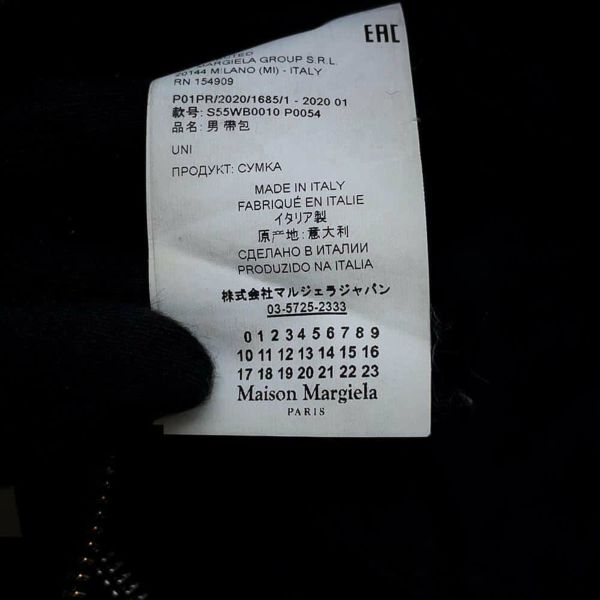 EAC
MARGIELA GROUP S.R.L.
20144 MILANO (MI) - ITALY
RN 154909
P01PR/2020/1685/1 - 2020 01
款号: S55WB0010 P0054
品名: 男 帶包
UNI
ПРОДУКТ: СУМКА
MADE IN ITALY
FABRIQUÉ EN ITALIE
イタリア製
原产地: 意大利
СДЕЛАНО В ИТАЛИИ
PRODUZIDO NA ITALIA
株式会社マルジェラジャパン
03-5725-2333
0 1 2 3 4 5 6 7 8 9
10 11 12 13 14 15 16
17 18 19 20 21 22 23
Maison Margiela
PARIS